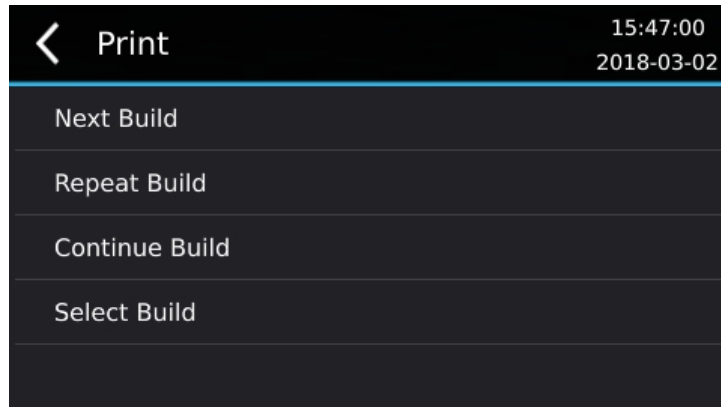 Print
15:47:00
2018-03-02
Next Build
Repeat Build
Continue Build
Select Build